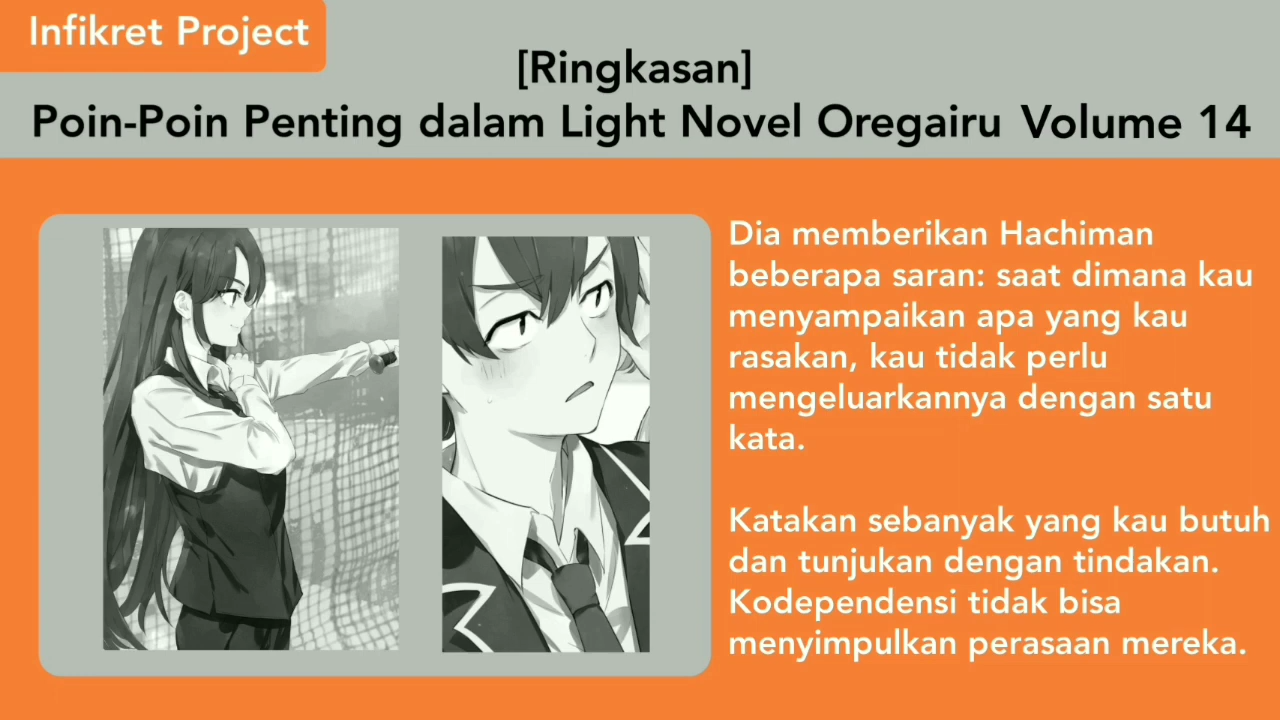 Infikret Project
[Ringkasan]
Poin-Poin Penting dalam Light Novel Oregairu Volume 14
Dia memberikan Hachiman
beberapa saran: saat dimana kau
menyampaikan apa yang kau
rasakan, kau tidak perlu
mengeluarkannya dengan satu
kata.
Katakan sebanyak yang kau butuh
dan tunjukan dengan tindakan.
Kodependensi tidak bisa
menyimpulkan perasaan mereka.